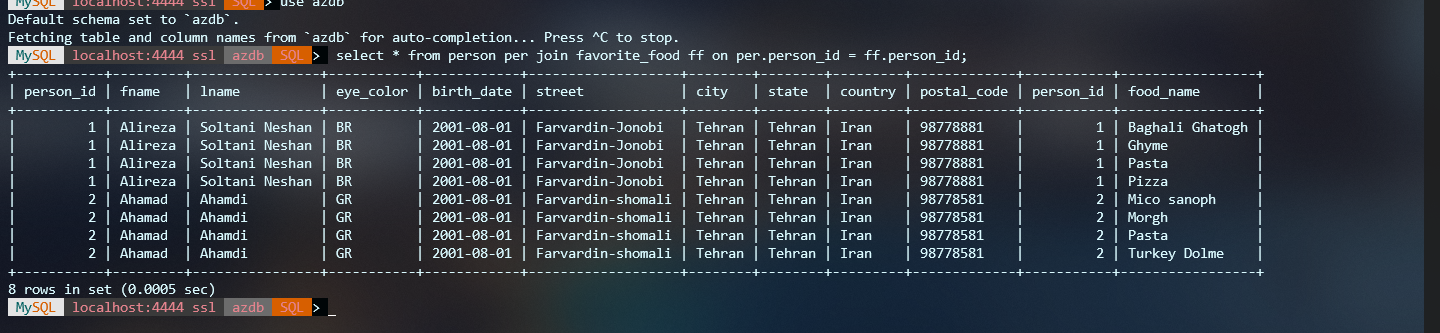 MySQL localhost:4444 ssl SQL > use azdb
Default schema set to `azdb`.
Fetching table and column names from `azdb` for auto-completion... Press ^C to stop.
MySQL localhost:4444 ssl azdb SQL > select * from person per join favorite_food ff on per.person_id = ff.person_id;
+-----------+---------+----------------+-----------+------------+-------------------+--------+--------+---------+-------------+-----------+-----------------+
| person_id | fname   | lname          | eye_color | birth_date | street            | city   | state  | country | postal_code | person_id | food_name       |
+-----------+---------+----------------+-----------+------------+-------------------+--------+--------+---------+-------------+-----------+-----------------+
|         1 | Alireza | Soltani Neshan | BR        | 2001-08-01 | Farvardin-Jonobi  | Tehran | Tehran | Iran    | 98778881    |         1 | Baghali Ghatogh |
|         1 | Alireza | Soltani Neshan | BR        | 2001-08-01 | Farvardin-Jonobi  | Tehran | Tehran | Iran    | 98778881    |         1 | Ghyme           |
|         1 | Alireza | Soltani Neshan | BR        | 2001-08-01 | Farvardin-Jonobi  | Tehran | Tehran | Iran    | 98778881    |         1 | Pasta           |
|         1 | Alireza | Soltani Neshan | BR        | 2001-08-01 | Farvardin-Jonobi  | Tehran | Tehran | Iran    | 98778881    |         1 | Pizza           |
|         2 | Ahamad  | Ahamdi         | GR        | 2001-08-01 | Farvardin-shomali | Tehran | Tehran | Iran    | 98778581    |         2 | Mico sanoph     |
|         2 | Ahamad  | Ahamdi         | GR        | 2001-08-01 | Farvardin-shomali | Tehran | Tehran | Iran    | 98778581    |         2 | Morgh           |
|         2 | Ahamad  | Ahamdi         | GR        | 2001-08-01 | Farvardin-shomali | Tehran | Tehran | Iran    | 98778581    |         2 | Pasta           |
|         2 | Ahamad  | Ahamdi         | GR        | 2001-08-01 | Farvardin-shomali | Tehran | Tehran | Iran    | 98778581    |         2 | Turkey Dolme    |
+-----------+---------+----------------+-----------+------------+-------------------+--------+--------+---------+-------------+-----------+-----------------+
8 rows in set (0.0005 sec)
MySQL localhost:4444 ssl azdb SQL > _